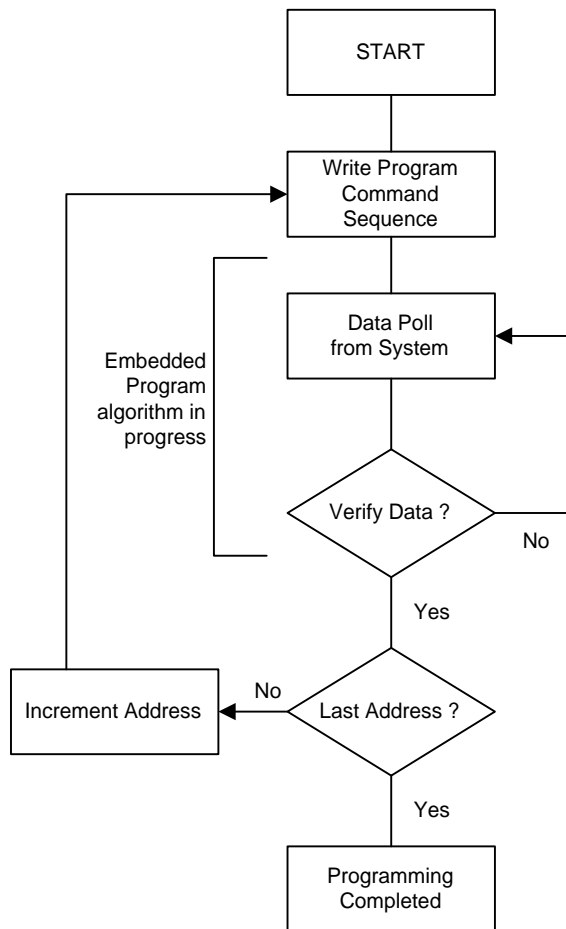 START
Write Program
Command
Sequence
Data Poll
from System
Embedded
Program
algorithm in
progress
Verify Data ?
No
Yes
Increment Address
No
Last Address ?
Yes
Programming
Completed